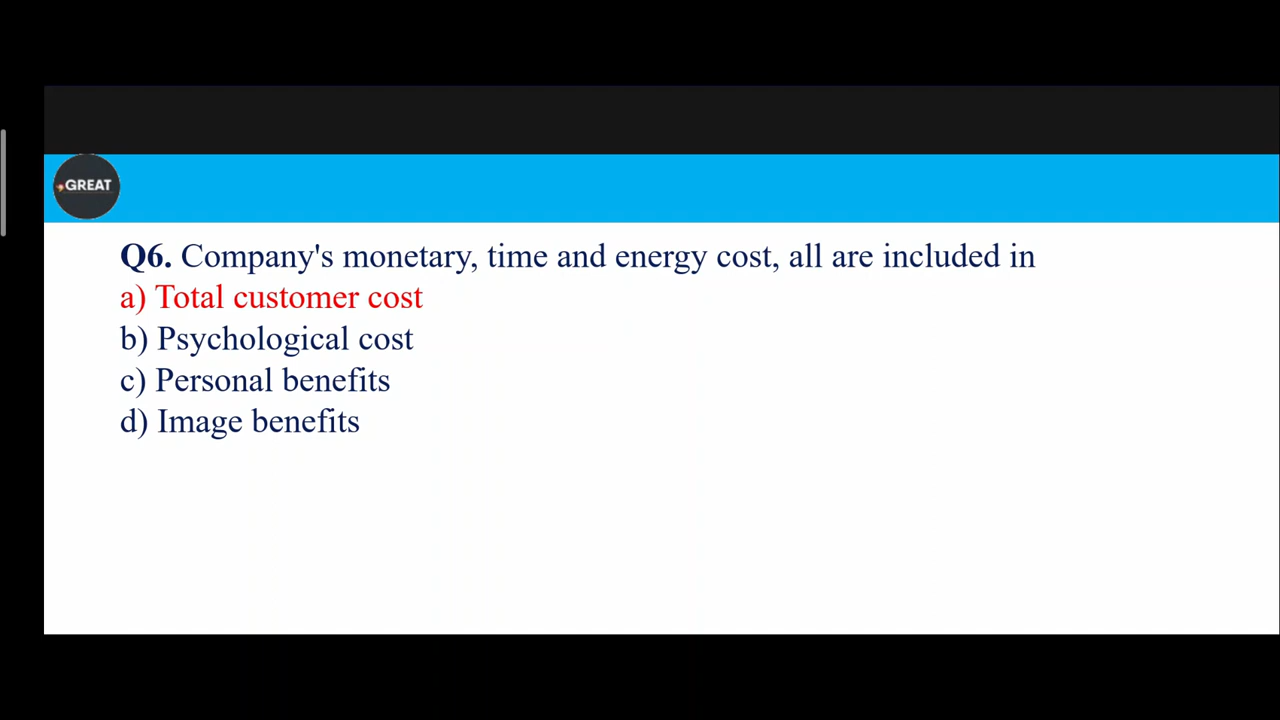 GREAT
Q6. Company's monetary, time and energy cost, all are included in
a) Total customer cost
b) Psychological cost
c) Personal benefits
d) Image benefits